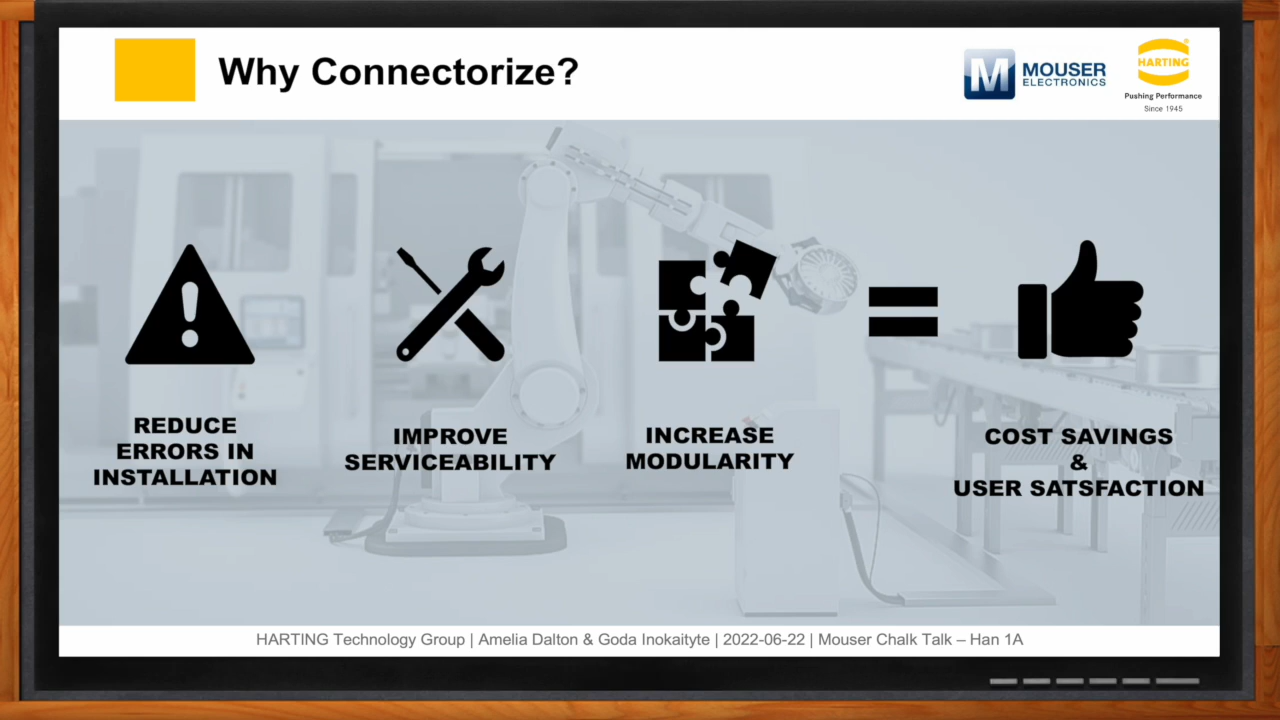 Why Connectorize?
M MOUSER
ELECTRONICS
HARTING
Pushing Performance
Since 1945
REDUCE
ERRORS IN
INSTALLATION
IMPROVE
SERVICEABILITY
INCREASE
MODULARITY
COST SAVINGS
&
USER SATSFACTION
HARTING Technology Group | Amelia Dalton & Goda Inokaityte | 2022-06-22 | Mouser Chalk Talk – Han 1A